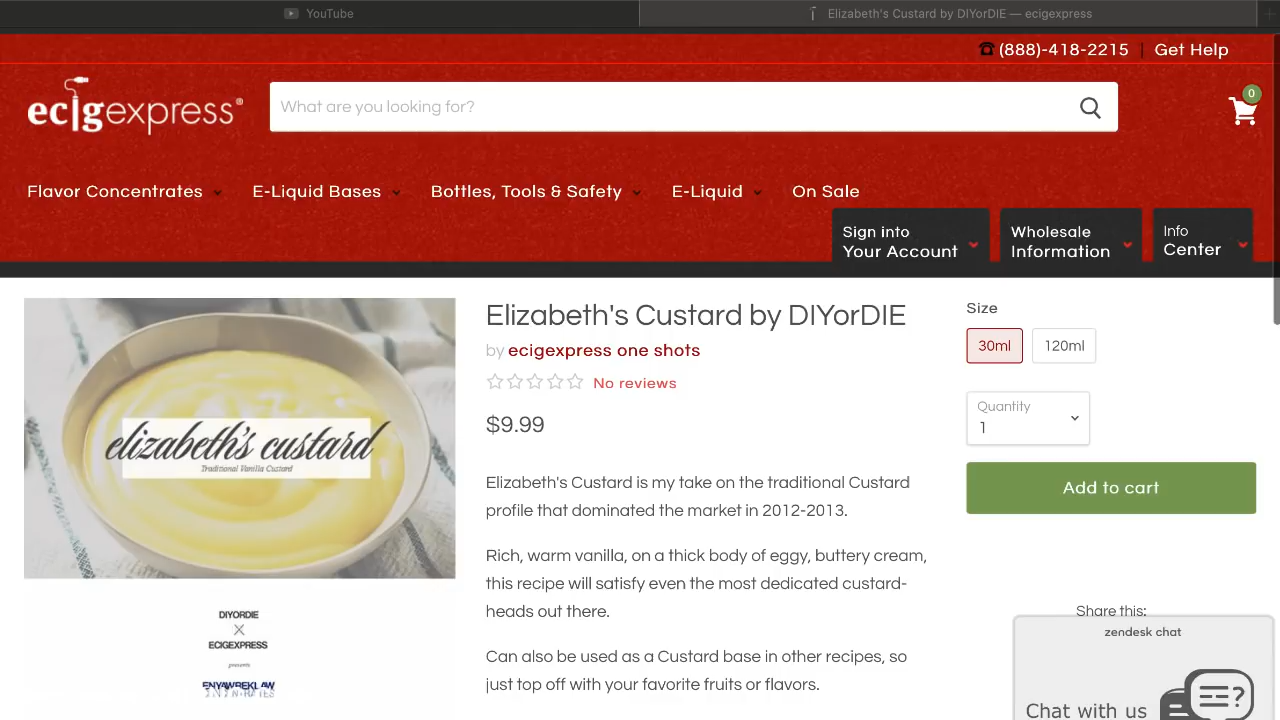 YouTube
Elizabeth's Custard by DIYorDIE — ecigexpress
(888)-418-2215 | Get Help
ecigexpress®
What are you looking for?
0
Flavor Concentrates
E-Liquid Bases
Bottles, Tools & Safety
E-Liquid
On Sale
Sign into
Your Account
Wholesale
Information
Info
Center
elizabeth's custard
Traditional Vanilla Custard
DIYORDIE
X
ECIGEXPRESS
presents
Elizabeth's Custard by DIYorDIE
by ecigexpress one shots
No reviews
$9.99
Elizabeth's Custard is my take on the traditional Custard
profile that dominated the market in 2012-2013.
Rich, warm vanilla, on a thick body of eggy, buttery cream,
this recipe will satisfy even the most dedicated custard-
heads out there.
Can also be used as a Custard base in other recipes, so
just top off with your favorite fruits or flavors.
Size
30ml
120ml
Quantity
1
Add to cart
Share this:
zendesk chat
Chat with us